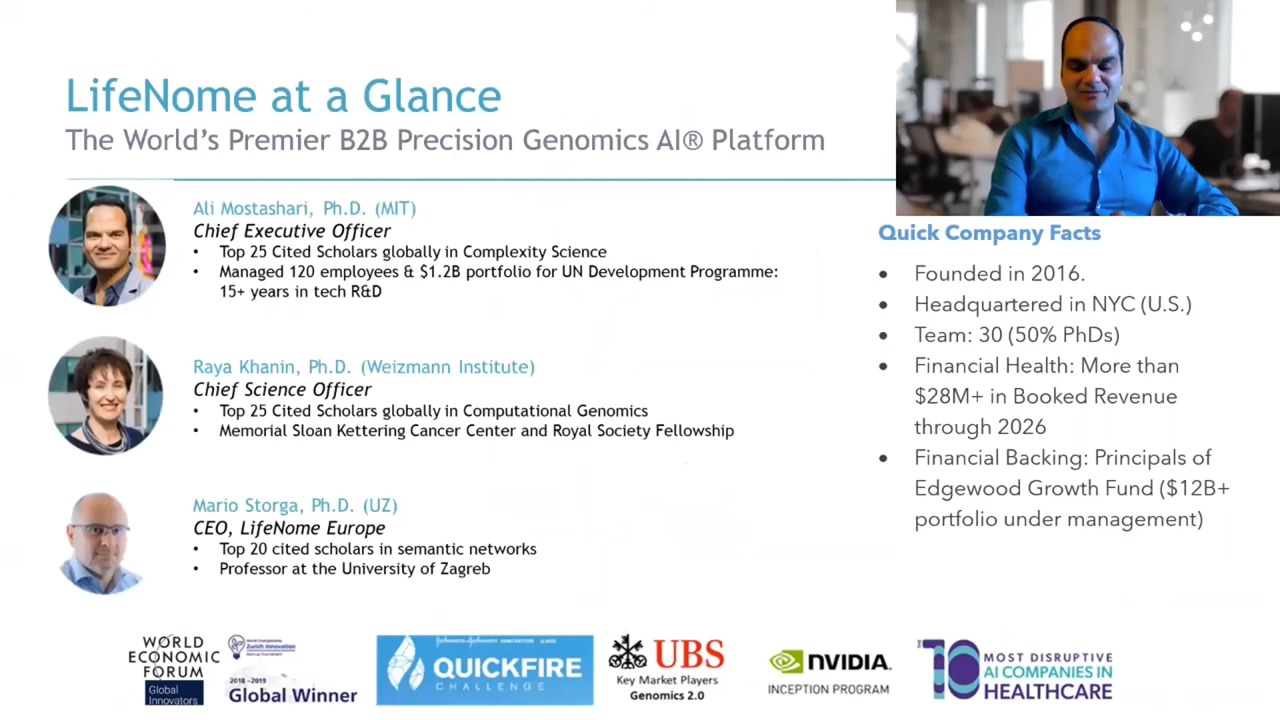 LifeNome at a Glance
The World's Premier B2B Precision Genomics AI® Platform
Ali Mostashari, Ph.D. (MIT)
Chief Executive Officer
• Top 25 Cited Scholars globally in Complexity Science
• Managed 120 employees & $1.2B portfolio for UN Development Programme:
15+ years in tech R&D
Raya Khanin, Ph.D. (Weizmann Institute)
Chief Science Officer
• Top 25 Cited Scholars globally in Computational Genomics
• Memorial Sloan Kettering Cancer Center and Royal Society Fellowship
Mario Storga, Ph.D. (UZ)
CEO, LifeNome Europe
• Top 20 cited scholars in semantic networks
• Professor at the University of Zagreb
Quick Company Facts
• Founded in 2016.
• Headquartered in NYC (U.S.)
• Team: 30 (50% PhDs)
• Financial Health: More than
$28M+ in Booked Revenue
through 2026
• Financial Backing: Principals of
Edgewood Growth Fund ($12B+
portfolio under management)
WORLD
ECONOMIC
FORUM
Global
Innovators
Zurich Innovation
2018 -2019
Global Winner
QUICKFIRE
CHALLENGE
UBS
Key Market Players
Genomics 2.0
NVIDIA.
INCEPTION PROGRAM
THE
10
MOST DISRUPTIVE
AI COMPANIES IN
HEALTHCARE